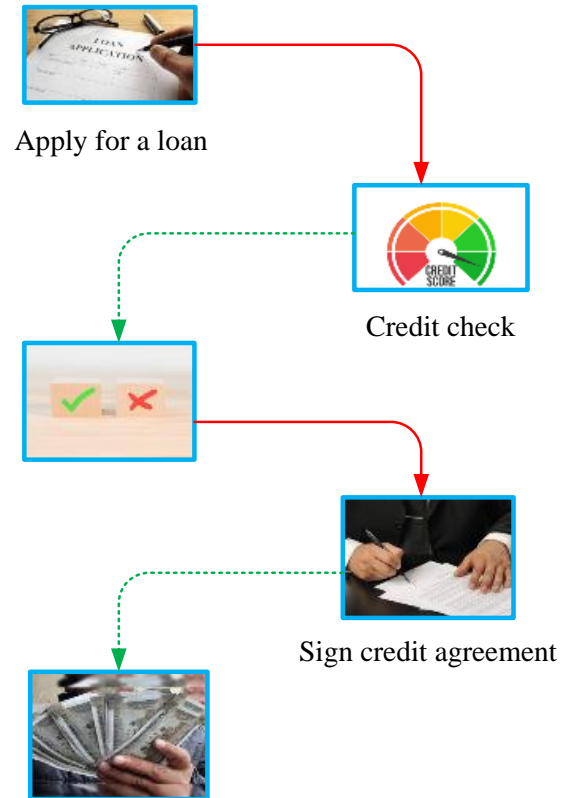 LOAN
APPLICATION
Apply for a loan
CREDIT
SCORE
Credit check
Sign credit agreement